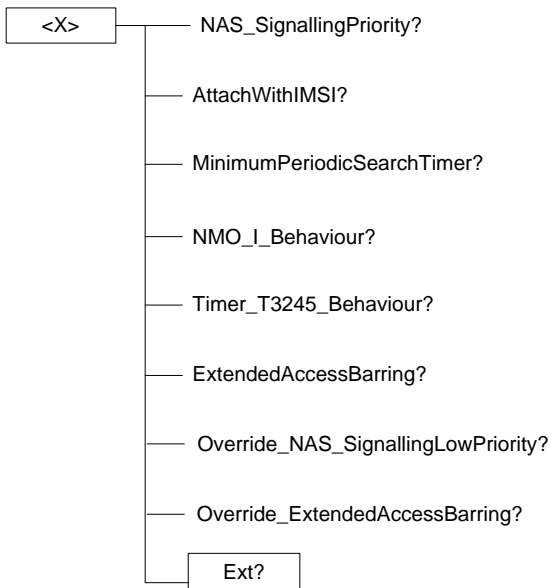 <X>
NAS_SignallingPriority?
AttachWithIMSI?
MinimumPeriodicSearchTimer?
NMO_I_Behaviour?
Timer_T3245_Behaviour?
ExtendedAccessBarring?
Override_NAS_SignallingLowPriority?
Override_ExtendedAccessBarring?
Ext?